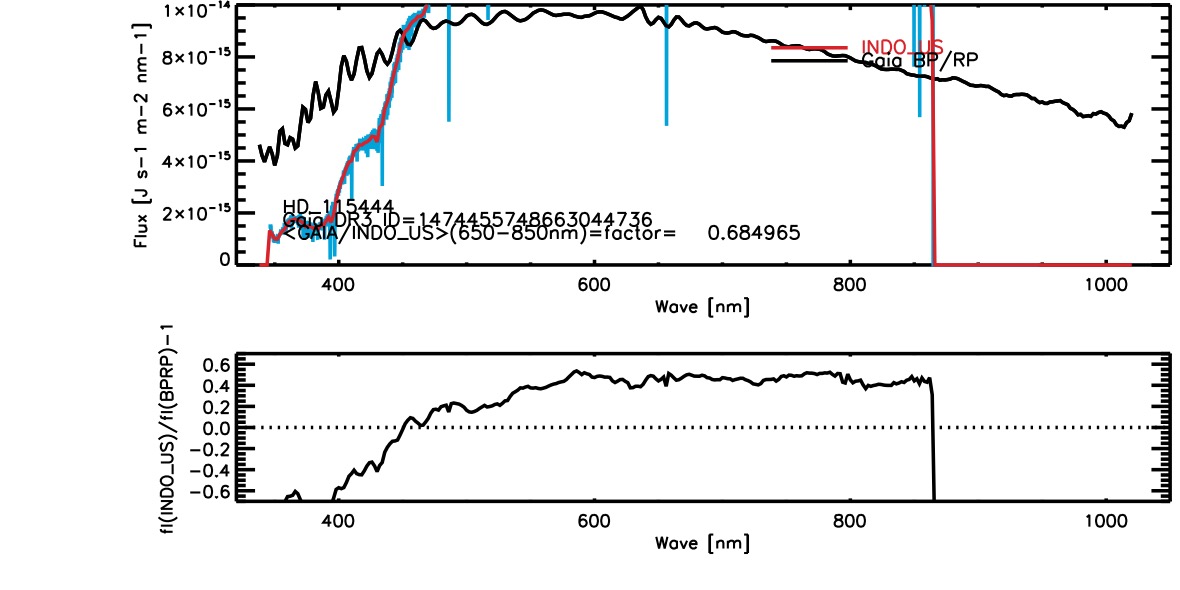 1×10−14
8×10−15
6×10−15
4×10−15
2×10−15
0
Flux [J s−1 m−2 nm−1]
INDO_US
Gaia BP/RP
HD_115444
Gaia DR3 ID=1474455748663044736
<GAIA/INDO_US>(650−850nm)=factor= 0.684965
400 600 800 1000
Wave [nm]
0.6
0.4
0.2
0.0
−0.2
−0.4
−0.6
fl(INDO_US)/fl(BPRP)−1
400 600 800 1000
Wave [nm]